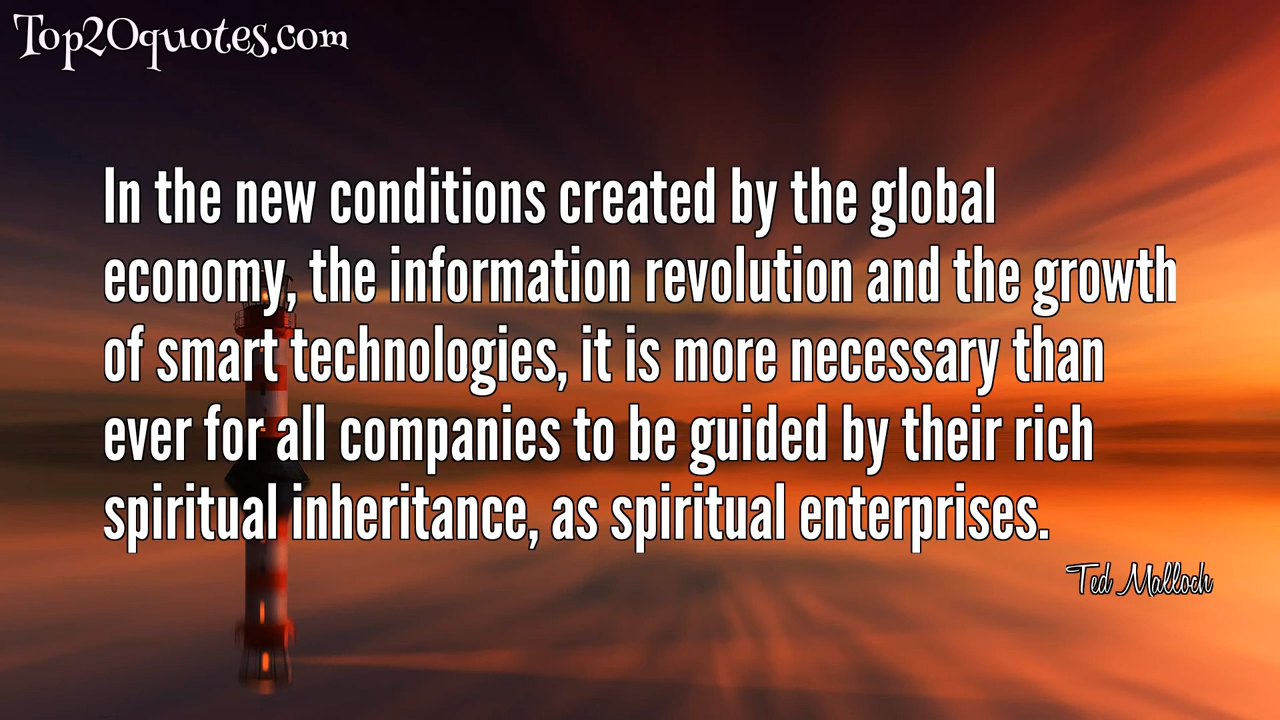 Top20quotes.com
In the new conditions created by the global
economy, the information revolution and the growth
of smart technologies, it is more necessary than
ever for all companies to be guided by their rich
spiritual inheritance, as spiritual enterprises.
Ted Malloch